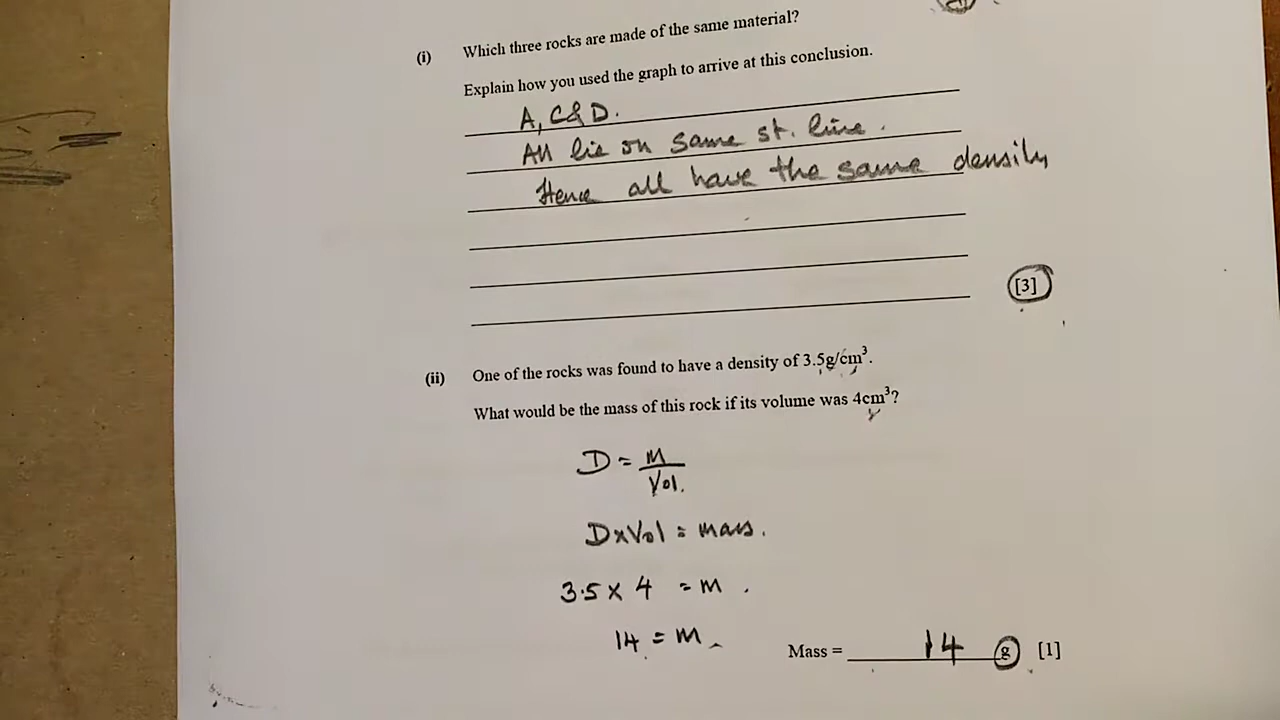 (i) Which three rocks are made of the same material?
Explain how you used the graph to arrive at this conclusion.
A, C & D.
All lie on same st. line.
Hence all have the same density
[3]
(ii) One of the rocks was found to have a density of 3.5g/cm³.
What would be the mass of this rock if its volume was 4cm³?
D = M
Vol.
D×Vol = mass.
3.5 × 4 = M.
14 = M
Mass = 14 g [1]